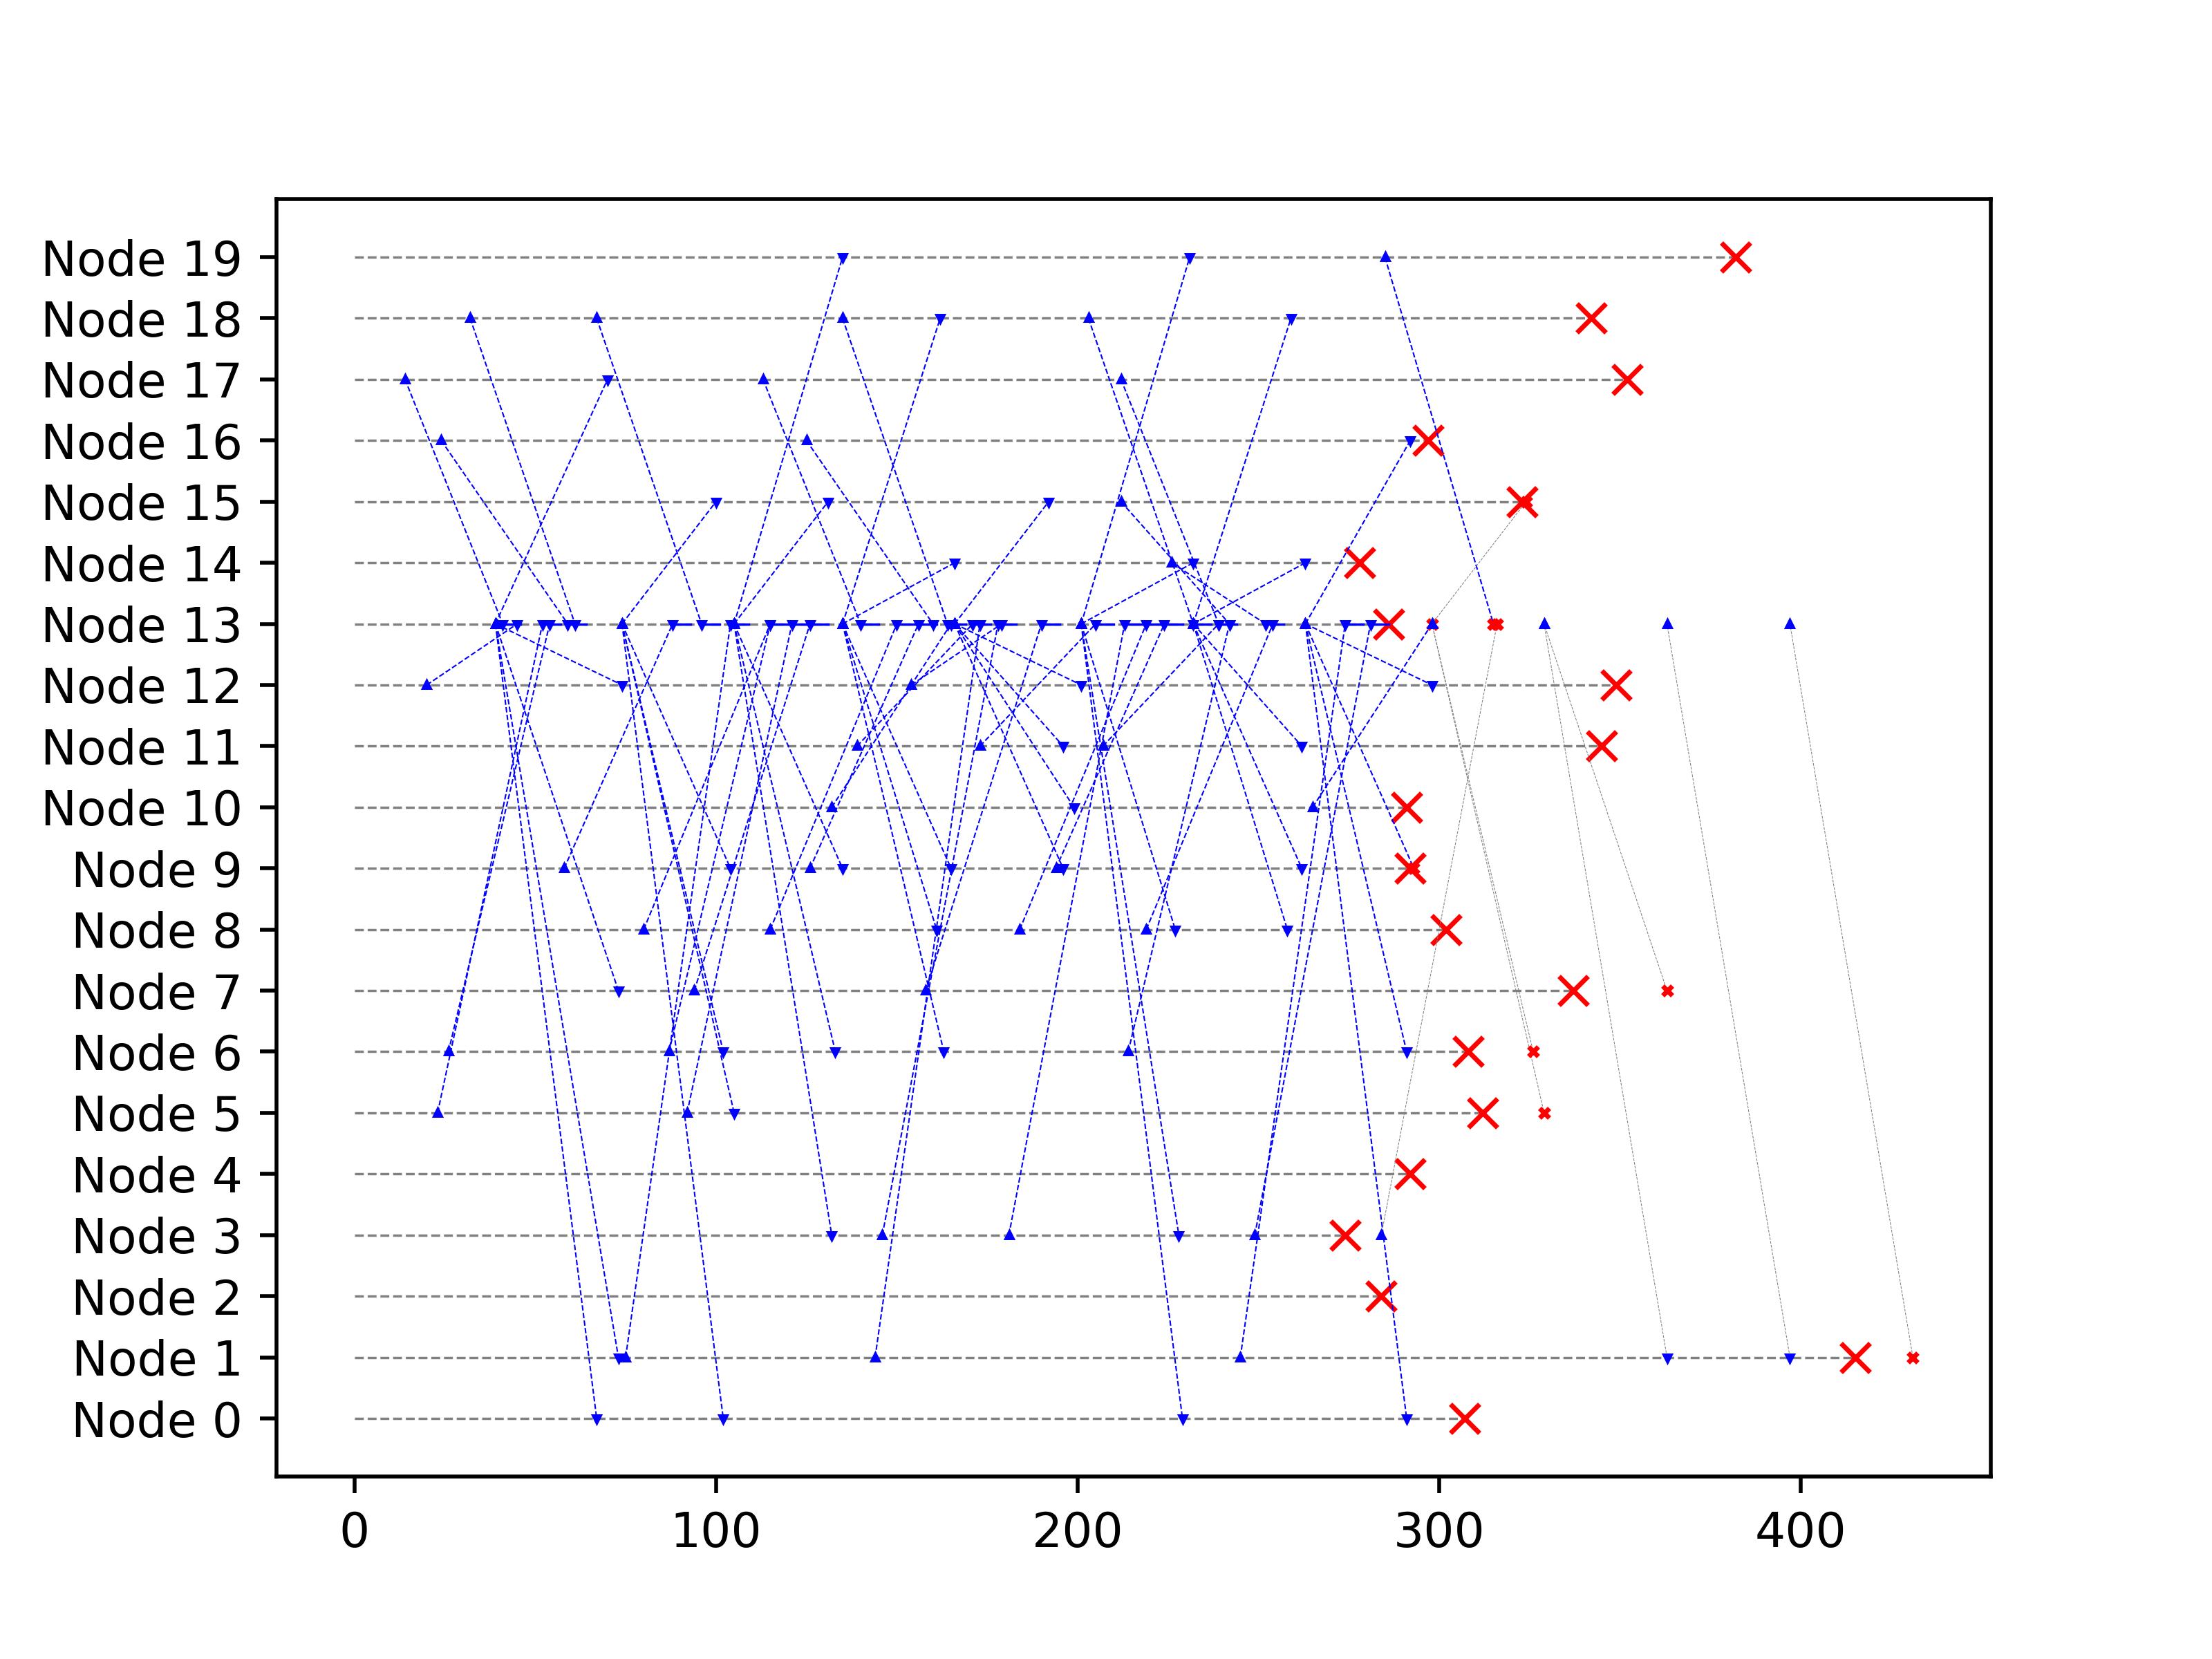 Node 19
Node 18
Node 17
Node 16
Node 15
Node 14
Node 13
Node 12
Node 11
Node 10
Node 9
Node 8
Node 7
Node 6
Node 5
Node 4
Node 3
Node 2
Node 1
Node 0
0 100 200 300 400